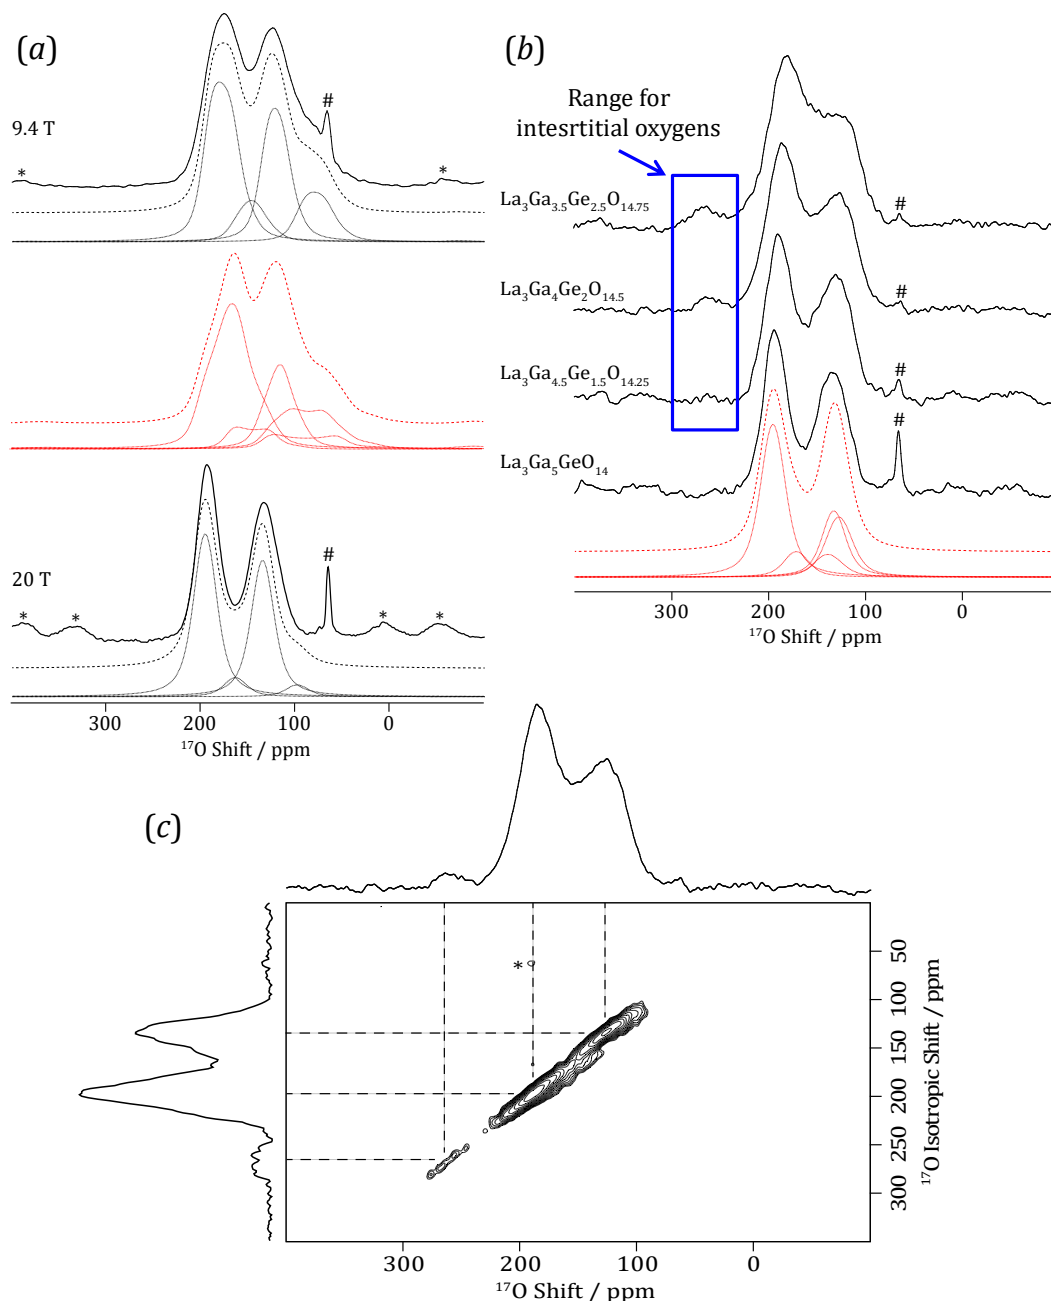 (a)
9.4 T
#
*
*
20 T
#
*
*
*
*
300 200 100 0
¹⁷O Shift / ppm
(b)
Range for
intesrtitial oxygens
La₃Ga₃.₅Ge₂.₅O₁₄.₇₅
#
La₃Ga₄Ge₂O₁₄.₅
#
La₃Ga₄.₅Ge₁.₅O₁₄.₂₅
#
La₃Ga₅GeO₁₄
#
300 200 100 0
¹⁷O Shift / ppm
(c)
*
50
100
150
200
250
300
¹⁷O Isotropic Shift / ppm
300 200 100 0
¹⁷O Shift / ppm